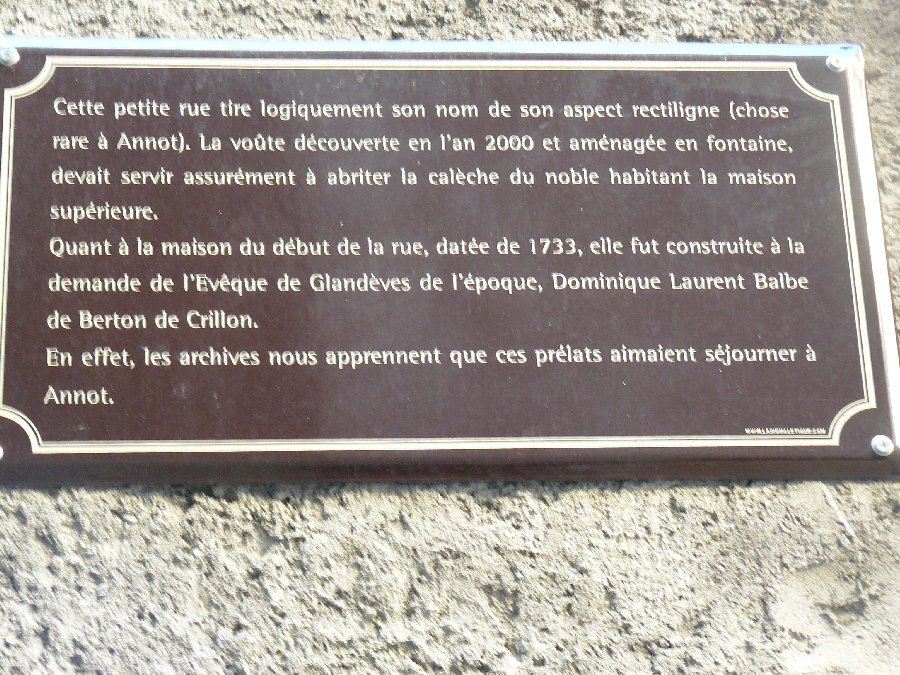 Cette petite rue tire logiquement son nom de son aspect rectiligne (chose
rare à Annot). La voûte découverte en l'an 2000 et aménagée en fontaine,
devait servir assurément à abriter la calèche du noble habitant la maison
supérieure.
Quant à la maison du début de la rue, datée de 1733, elle fut construite à la
demande de l'Evêque de Glandèves de l'époque, Dominique Laurent Balbe
de Berton de Crillon.
En effet, les archives nous apprennent que ces prélats aimaient séjourner à
Annot.